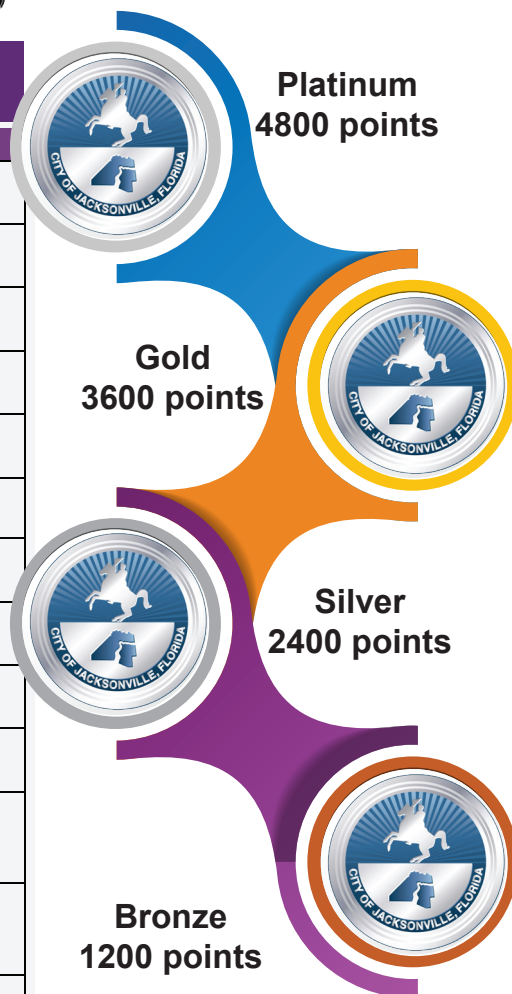 CITY OF JACKSONVILLE, FLORIDA
Platinum
4800 points
Gold
3600 points
CITY OF JACKSONVILLE, FLORIDA
CITY OF JACKSONVILLE, FLORIDA
Silver
2400 points
CITY OF JACKSONVILLE, FLORIDA
Bronze
1200 points